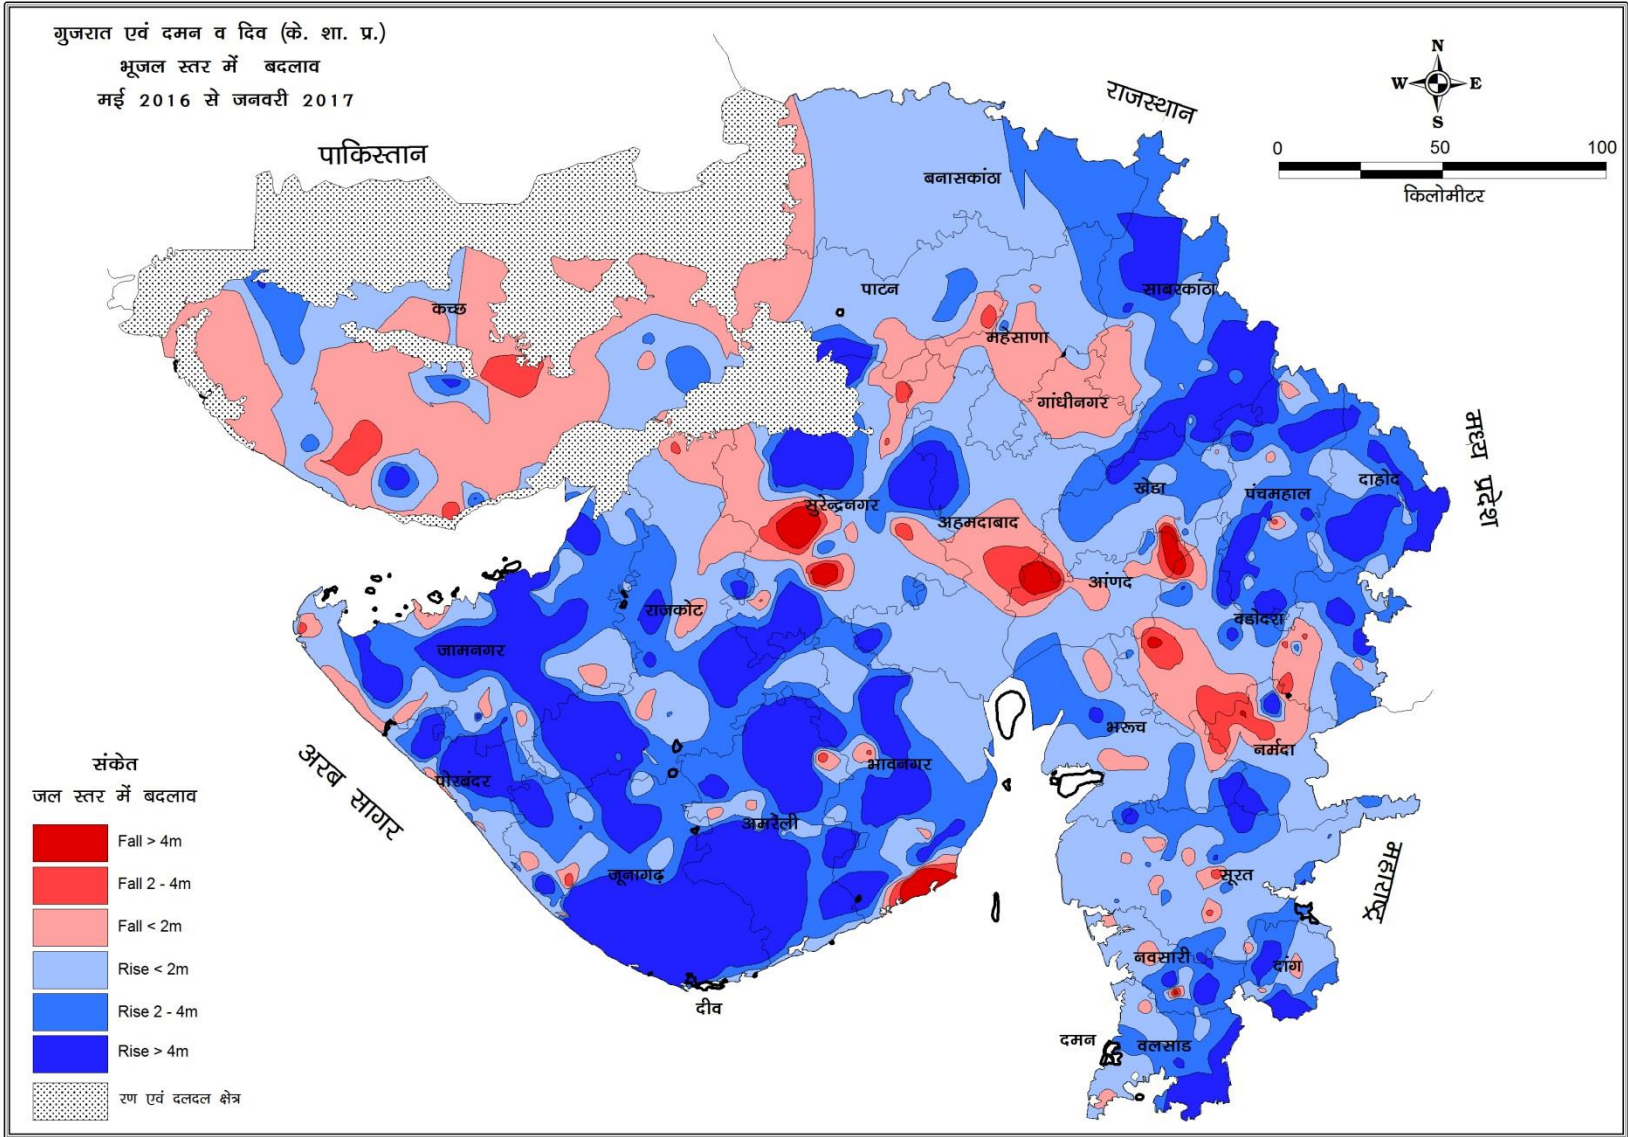 गुजरात एवं दमन व दिव (के. शा. प्र.)
भूजल स्तर में बदलाव
मई 2016 से जनवरी 2017
N
W E
S
0 50 100
किलोमीटर
राजस्थान
पाकिस्तान
बनासकांठा
पाटन
साबरकांठा
कच्छ
महेसाणा
गांधीनगर
मध्य प्रदेश
दाहोद
खेडा
पंचमहाल
सुरेन्द्रनगर
अहमदाबाद
आंणद
राजकोट
वडोदरा
जामनगर
भरूच
नर्मदा
अरब सागर
पोरबंदर
भावनगर
अमरेली
जूनागढ़
सूरत
महाराष्ट्र
नवसारी
दांग
दीव
दमन
वलसाड
संकेत
जल स्तर में बदलाव
Fall > 4m
Fall 2 - 4m
Fall < 2m
Rise < 2m
Rise 2 - 4m
Rise > 4m
रण एवं दलदल क्षेत्र